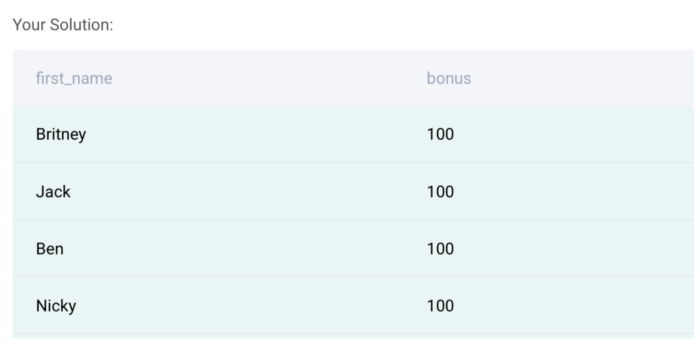 Your Solution:
first_name bonus
Britney 100
Jack 100
Ben 100
Nicky 100